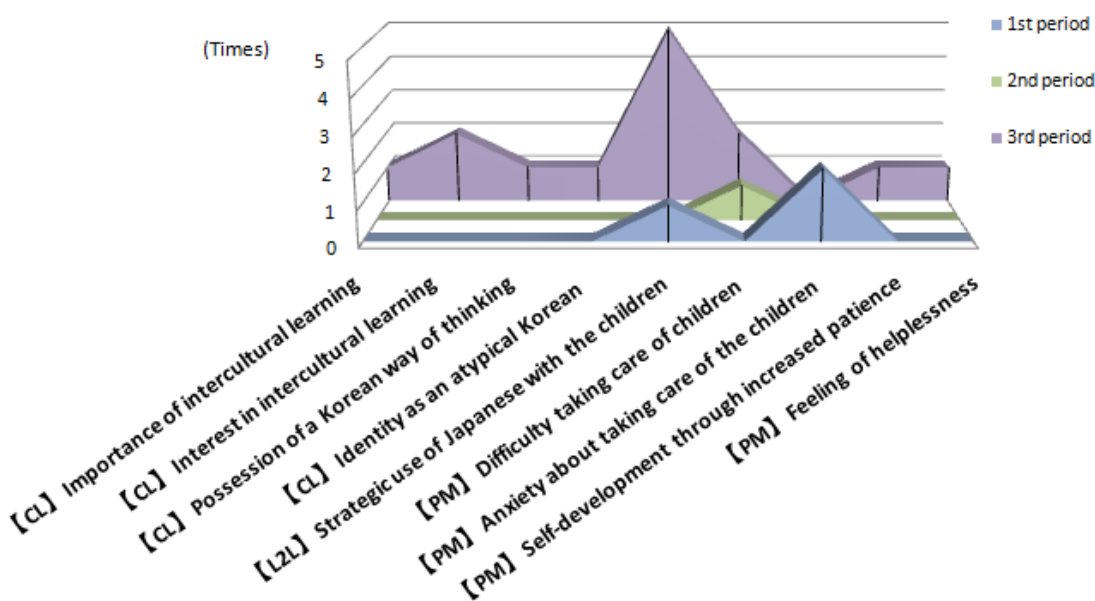 (Times)
5
4
3
2
1
0
1st period
2nd period
3rd period
【CL】 Importance of intercultural learning
【CL】 Interest in intercultural learning
【CL】 Possession of a Korean way of thinking
【CL】 Identity as an atypical Korean
【L2L】 Strategic use of Japanese with the children
【PM】 Difficulty taking care of children
【PM】 Anxiety about taking care of the children
【PM】 Self-development through increased patience
【PM】 Feeling of helplessness